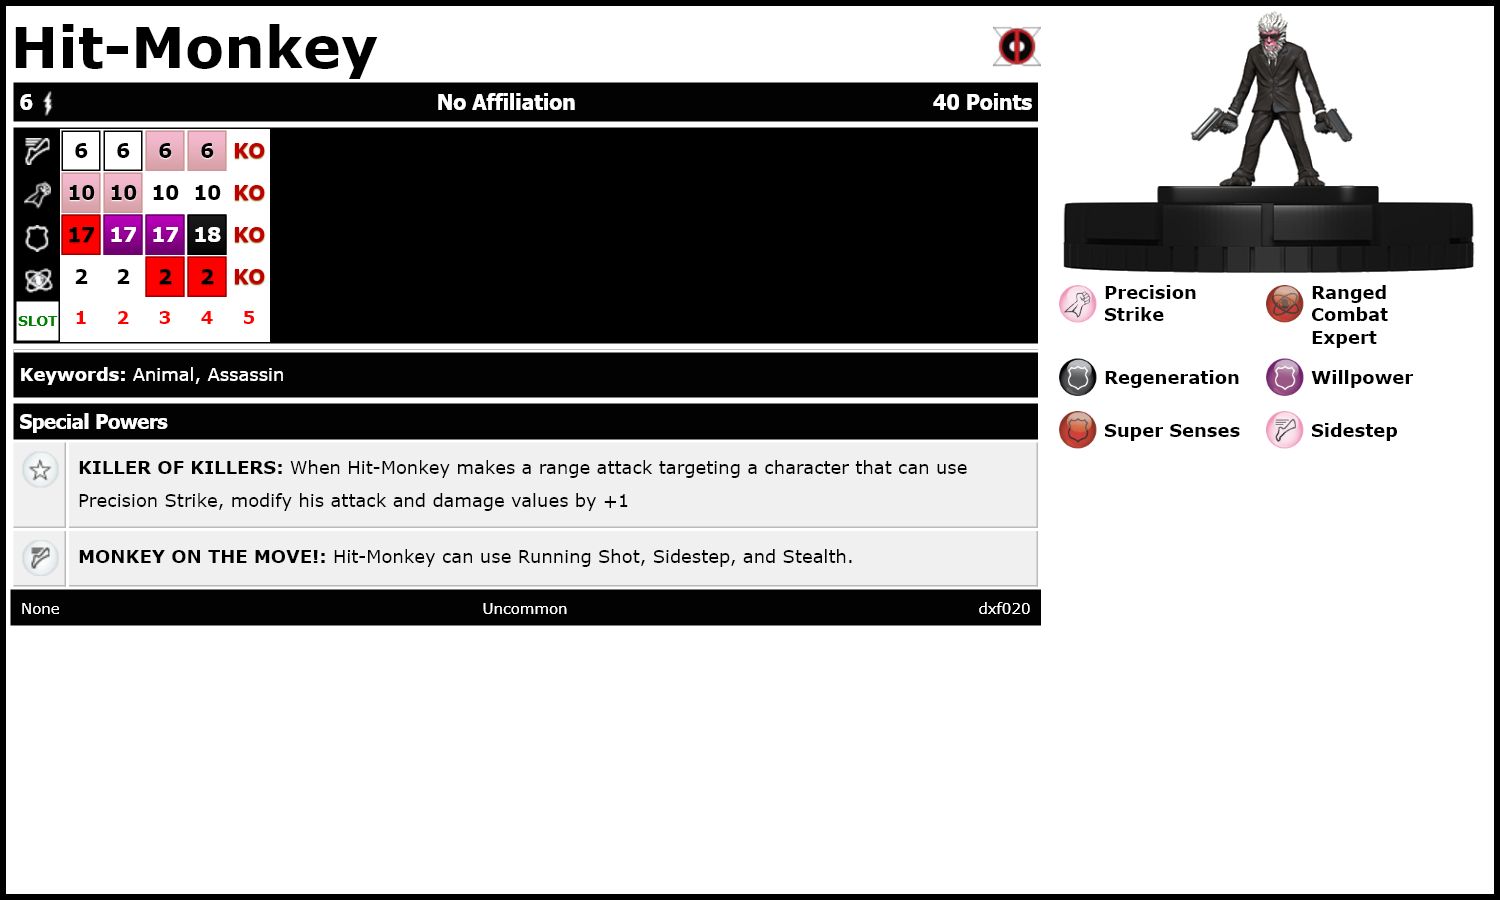 Hit-Monkey
6 No Affiliation 40 Points
6 6 6 6 KO
10 10 10 10 KO
17 17 17 18 KO
2 2 2 2 KO
SLOT 1 2 3 4 5
Keywords: Animal, Assassin
Special Powers
KILLER OF KILLERS: When Hit-Monkey makes a range attack targeting a character that can use
Precision Strike, modify his attack and damage values by +1
MONKEY ON THE MOVE!: Hit-Monkey can use Running Shot, Sidestep, and Stealth.
None Uncommon dxf020
Precision
Strike
Ranged
Combat
Expert
Regeneration
Willpower
Super Senses
Sidestep